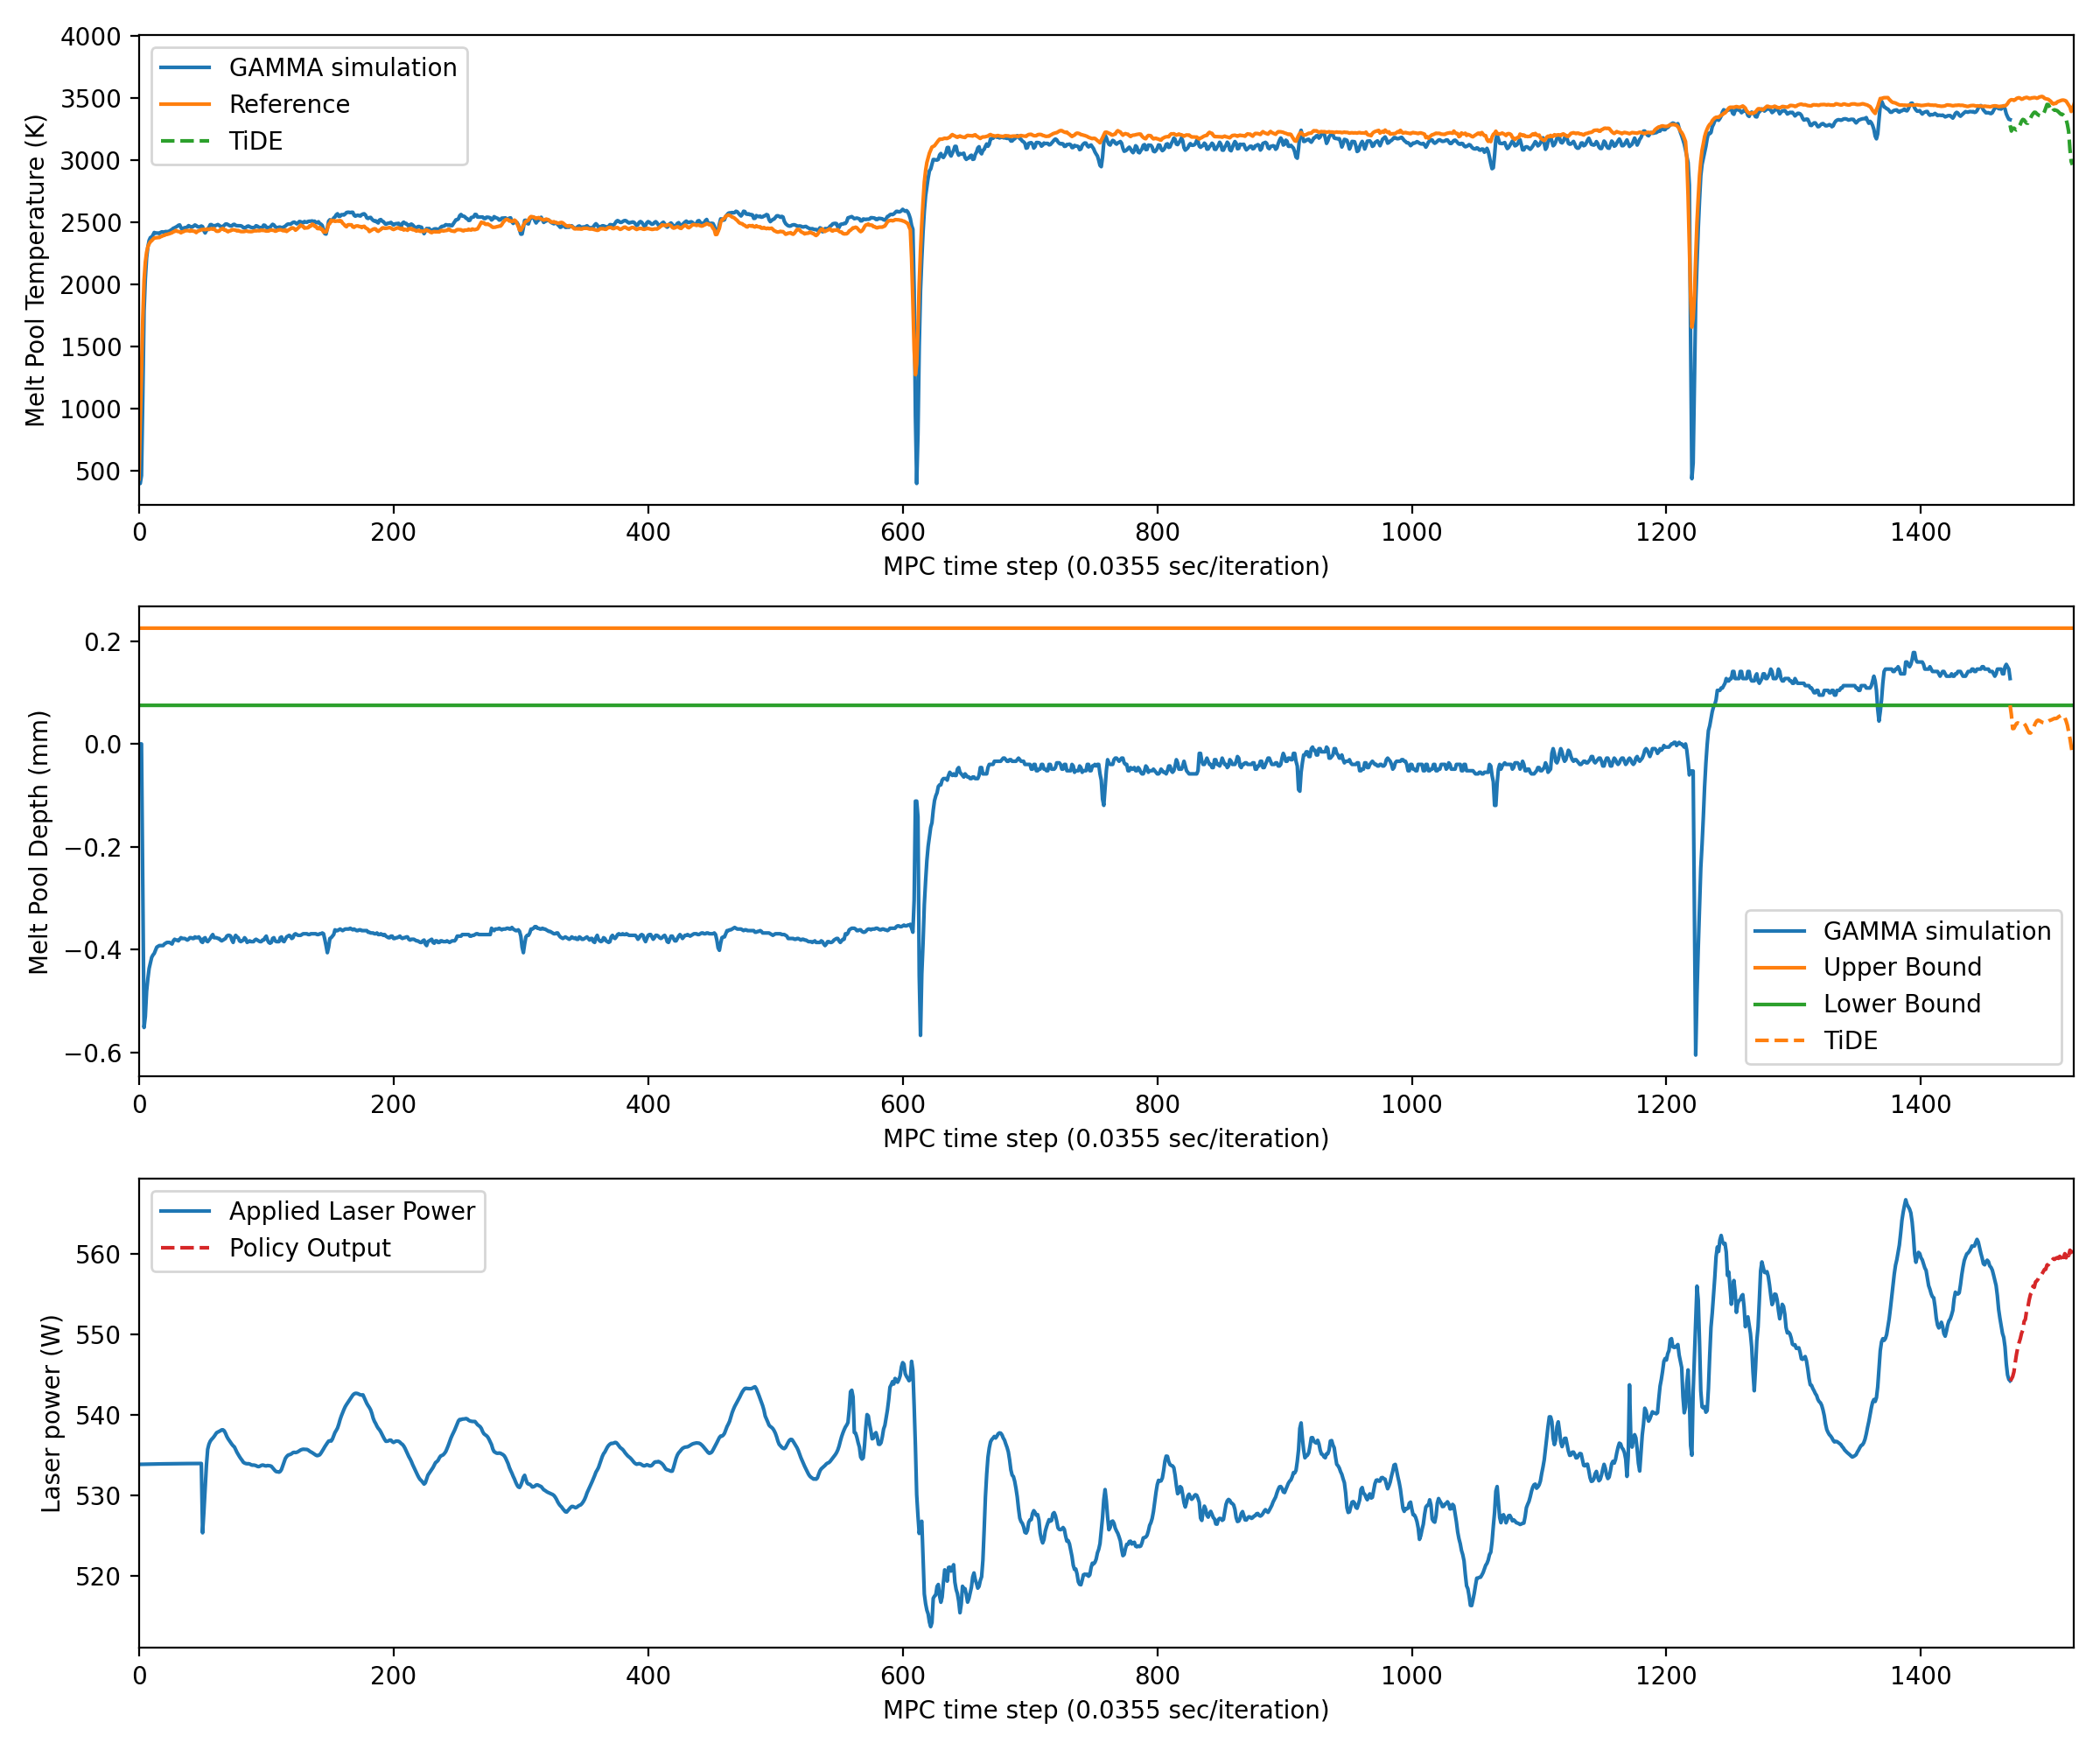 4000
3500
3000
2500
2000
1500
1000
500
Melt Pool Temperature (K)
GAMMA simulation
Reference
TiDE
0 200 400 600 800 1000 1200 1400
MPC time step (0.0355 sec/iteration)
0.2
0.0
−0.2
−0.4
−0.6
Melt Pool Depth (mm)
GAMMA simulation
Upper Bound
Lower Bound
TiDE
0 200 400 600 800 1000 1200 1400
MPC time step (0.0355 sec/iteration)
560
550
540
530
520
Laser power (W)
Applied Laser Power
Policy Output
0 200 400 600 800 1000 1200 1400
MPC time step (0.0355 sec/iteration)